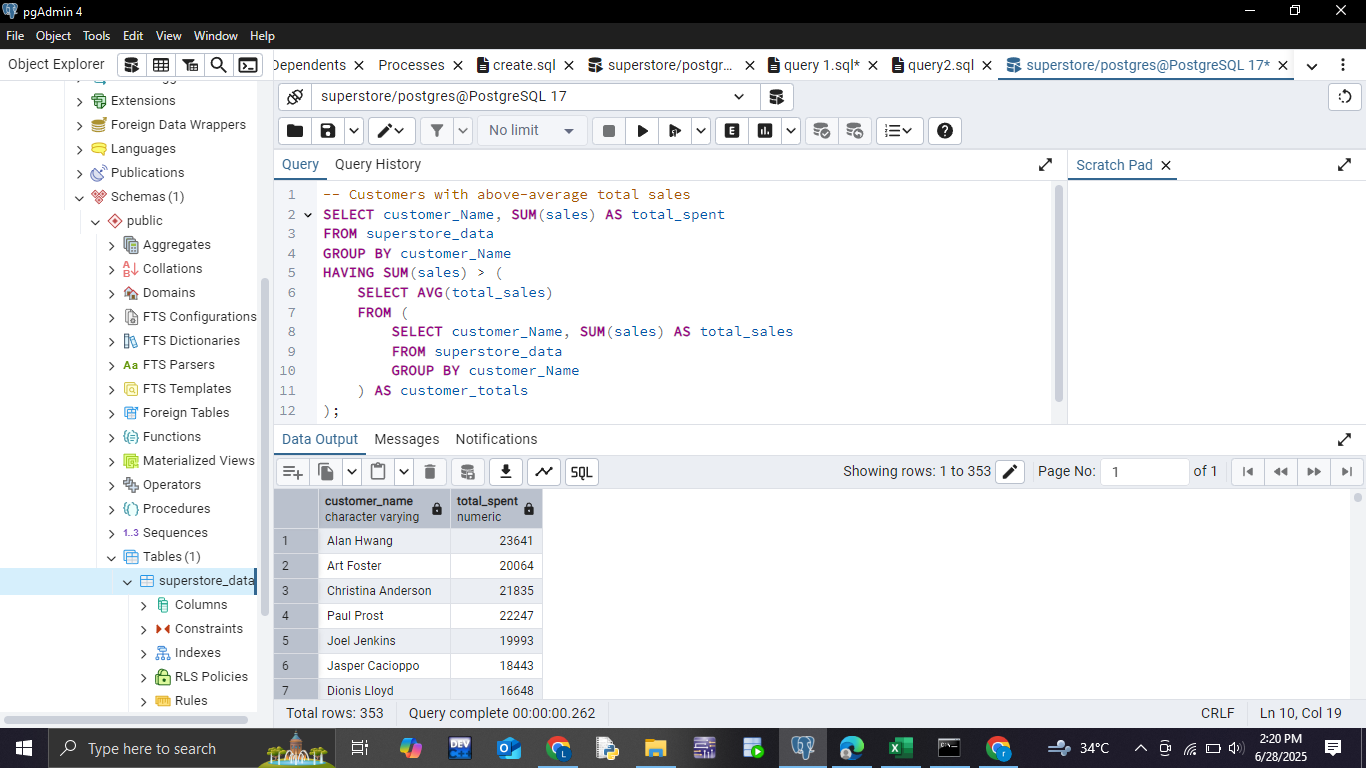 pgAdmin 4
File Object Tools Edit View Window Help
Object Explorer
Dependents Processes create.sql superstore/postgr... query 1.sql* query2.sql superstore/postgres@PostgreSQL 17*
superstore/postgres@PostgreSQL 17
No limit
E
SQL
Query Query History
Scratch Pad
Extensions
Foreign Data Wrappers
Languages
Publications
Schemas (1)
public
Aggregates
Collations
Domains
FTS Configurations
FTS Dictionaries
Aa FTS Parsers
FTS Templates
Foreign Tables
Functions
Materialized Views
Operators
Procedures
1..3 Sequences
Tables (1)
superstore_data
Columns
Constraints
Indexes
RLS Policies
Rules
1 -- Customers with above-average total sales
2 SELECT customer_Name, SUM(sales) AS total_spent
3 FROM superstore_data
4 GROUP BY customer_Name
5 HAVING SUM(sales) > (
6 SELECT AVG(total_sales)
7 FROM (
8 SELECT customer_Name, SUM(sales) AS total_sales
9 FROM superstore_data
10 GROUP BY customer_Name
11 ) AS customer_totals
12 );
Data Output Messages Notifications
Showing rows: 1 to 353 Page No: 1 of 1
customer_name total_spent
character varying numeric
1 Alan Hwang 23641
2 Art Foster 20064
3 Christina Anderson 21835
4 Paul Prost 22247
5 Joel Jenkins 19993
6 Jasper Cacioppo 18443
7 Dionis Lloyd 16648
Total rows: 353 Query complete 00:00:00.262 CRLF Ln 10, Col 19
Type here to search
DEV
34°C
2:20 PM
6/28/2025